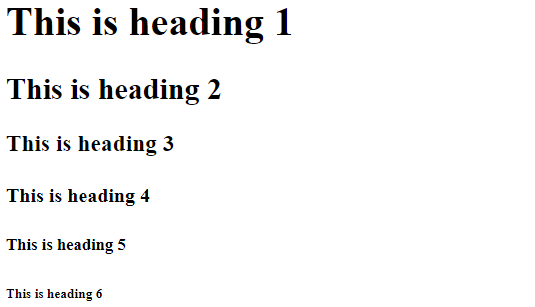 This is heading 1
This is heading 2
This is heading 3
This is heading 4
This is heading 5
This is heading 6